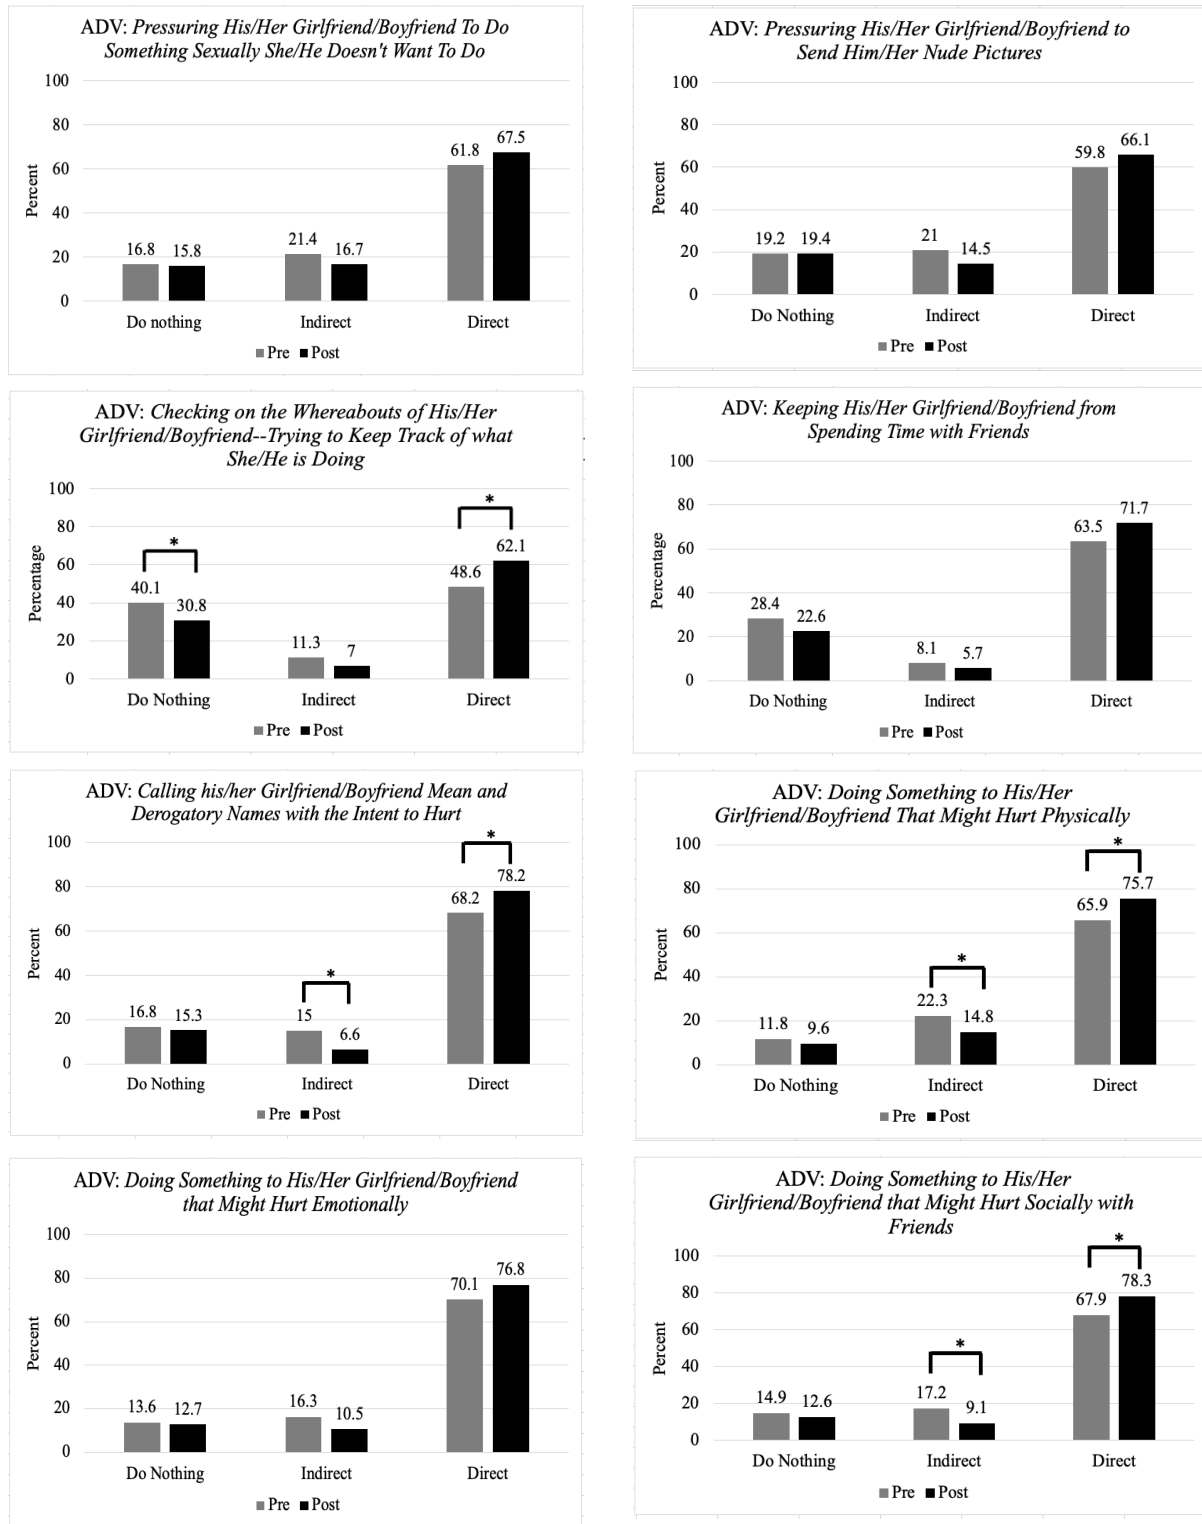 ADV: Pressuring His/Her Girlfriend/Boyfriend To Do
Something Sexually She/He Doesn't Want To Do
Percent
100
80
60
40
20
0
16.8 15.8
21.4 16.7
61.8 67.5
Do nothing Indirect Direct
Pre Post
ADV: Pressuring His/Her Girlfriend/Boyfriend to
Send Him/Her Nude Pictures
Percent
100
80
60
40
20
0
19.2 19.4
21 14.5
59.8 66.1
Do Nothing Indirect Direct
Pre Post
ADV: Checking on the Whereabouts of His/Her
Girlfriend/Boyfriend--Trying to Keep Track of what
She/He is Doing
Percentage
100
80
60
40
20
0
*
40.1 30.8
11.3 7
*
48.6 62.1
Do Nothing Indirect Direct
Pre Post
ADV: Keeping His/Her Girlfriend/Boyfriend from
Spending Time with Friends
Percentage
100
80
60
40
20
0
28.4 22.6
8.1 5.7
63.5 71.7
Do Nothing Indirect Direct
Pre Post
ADV: Calling his/her Girlfriend/Boyfriend Mean and
Derogatory Names with the Intent to Hurt
Percent
100
80
60
40
20
0
16.8 15.3
*
15 6.6
*
68.2 78.2
Do Nothing Indirect Direct
Pre Post
ADV: Doing Something to His/Her
Girlfriend/Boyfriend That Might Hurt Physically
Percent
100
80
60
40
20
0
11.8 9.6
*
22.3 14.8
*
65.9 75.7
Do Nothing Indirect Direct
Pre Post
ADV: Doing Something to His/Her Girlfriend/Boyfriend
that Might Hurt Emotionally
Percent
100
80
60
40
20
0
13.6 12.7
16.3 10.5
70.1 76.8
Do Nothing Indirect Direct
Pre Post
ADV: Doing Something to His/Her
Girlfriend/Boyfriend that Might Hurt Socially with
Friends
Percent
100
80
60
40
20
0
14.9 12.6
*
17.2 9.1
*
67.9 78.3
Do Nothing Indirect Direct
Pre Post